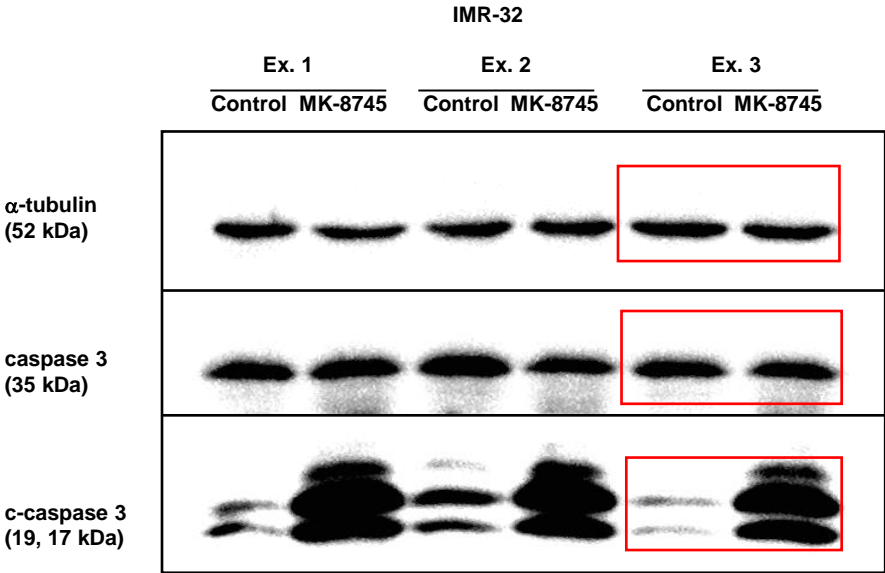 IMR-32
Ex. 1 Ex. 2 Ex. 3
Control MK-8745 Control MK-8745 Control MK-8745
α-tubulin
(52 kDa)
caspase 3
(35 kDa)
c-caspase 3
(19, 17 kDa)